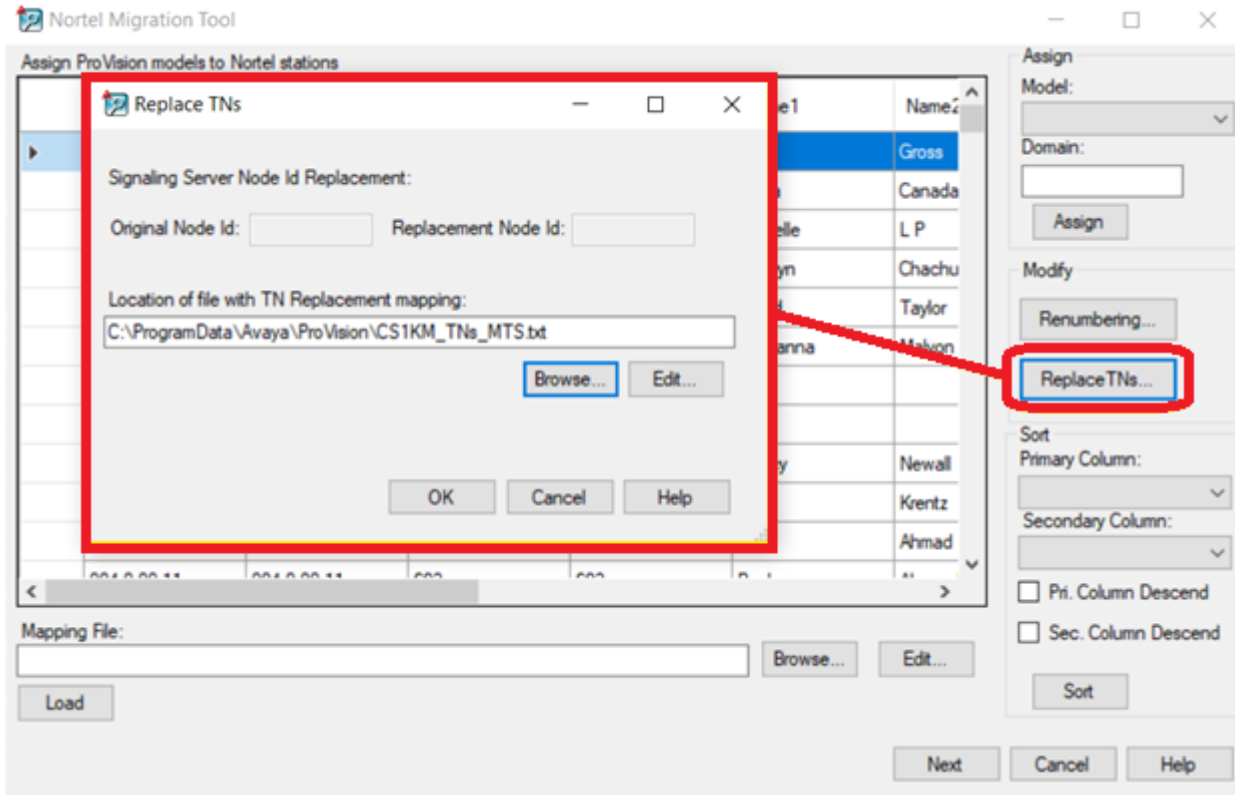 Nortel Migration Tool
Assign ProVision models to Nortel stations
Replace TNs
Signaling Server Node Id Replacement:
Original Node Id:
Replacement Node Id:
Location of file with TN Replacement mapping:
C:\ProgramData\Avaya\ProVision\CS1KM_TNs_MTS.txt
Browse...
Edit...
OK
Cancel
Help
Name2
Gross
Canada
L P
Chachu
Taylor
Malyon
Newall
Krentz
Ahmad
Mapping File:
Browse...
Edit...
Load
Assign
Model:
Domain:
Assign
Modify
Renumbering...
ReplaceTNs...
Sort
Primary Column:
Secondary Column:
Pri. Column Descend
Sec. Column Descend
Sort
Next
Cancel
Help